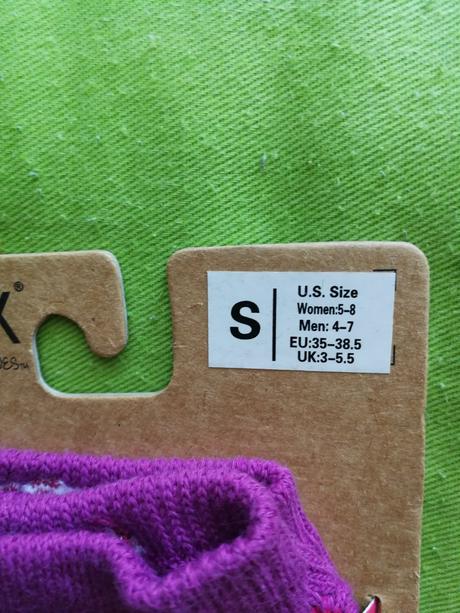 X®
S
U.S. Size
Women:5-8
Men: 4-7
EU:35-38.5
UK:3-5.5